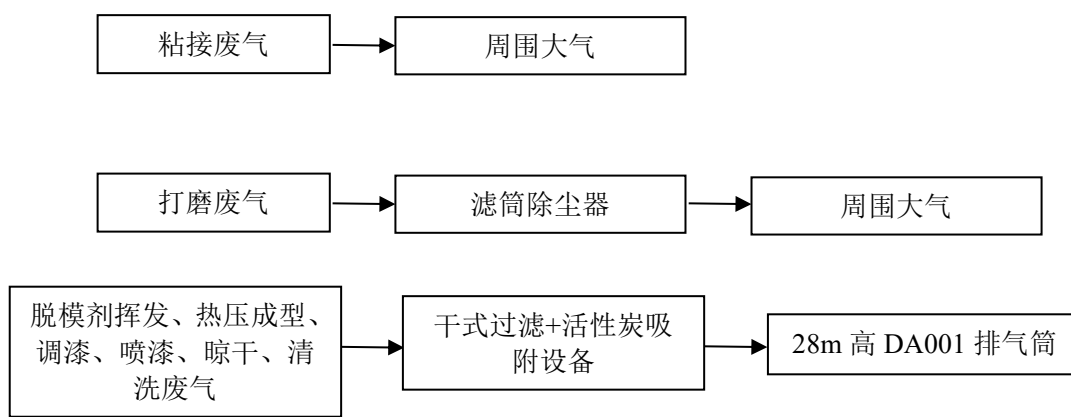 粘接废气
周围大气
打磨废气
滤筒除尘器
周围大气
脱模剂挥发、热压成型、
调漆、喷漆、晾干、清
洗废气
干式过滤+活性炭吸
附设备
28m 高 DA001 排气筒